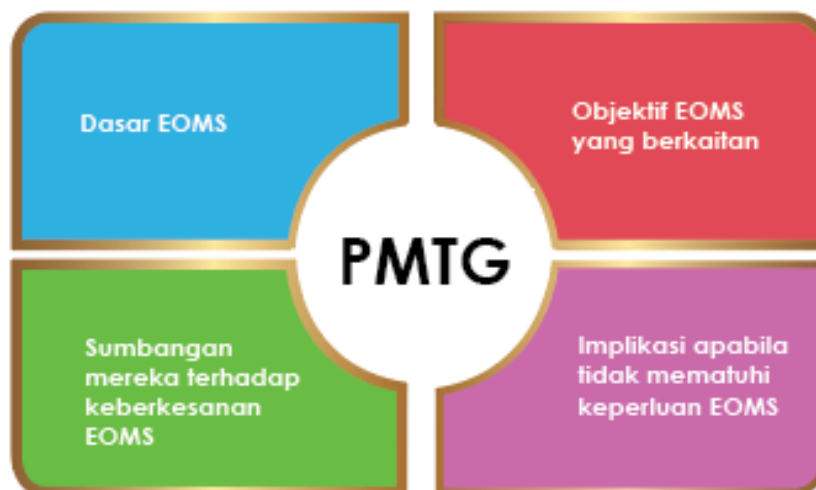 Dasar EOMS
Objektif EOMS
yang berkaitan
PMTG
Sumbangan
mereka terhadap
keberkesanan
EOMS
Implikasi apabila
tidak mematuhi
keperluan EOMS